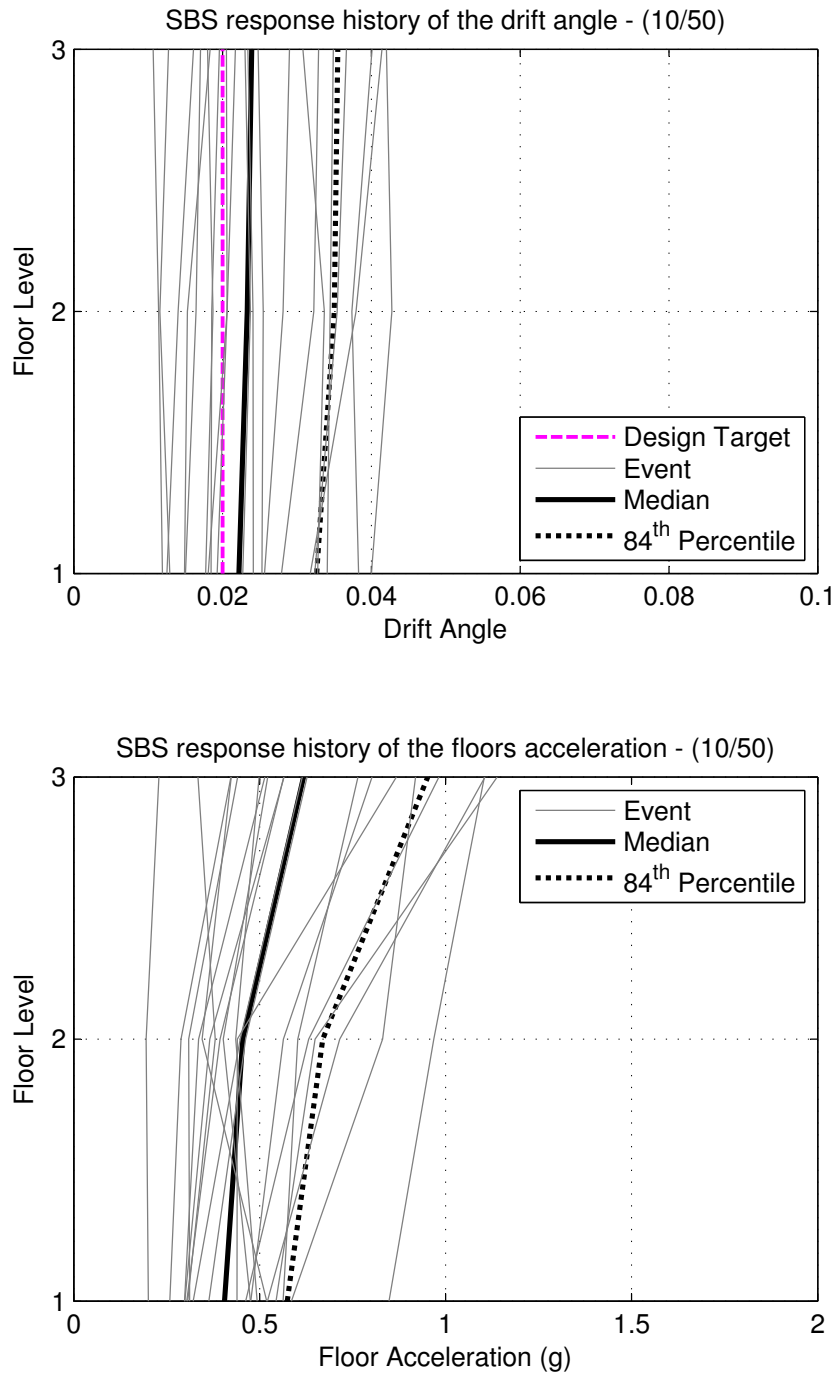 SBS response history of the drift angle - (10/50)
3
2
1
Floor Level
0
0.02
0.04
0.06
0.08
0.1
Drift Angle
Design Target
Event
Median
84th Percentile
SBS response history of the floors acceleration - (10/50)
3
2
1
Floor Level
0
0.5
1
1.5
2
Floor Acceleration (g)
Event
Median
84th Percentile